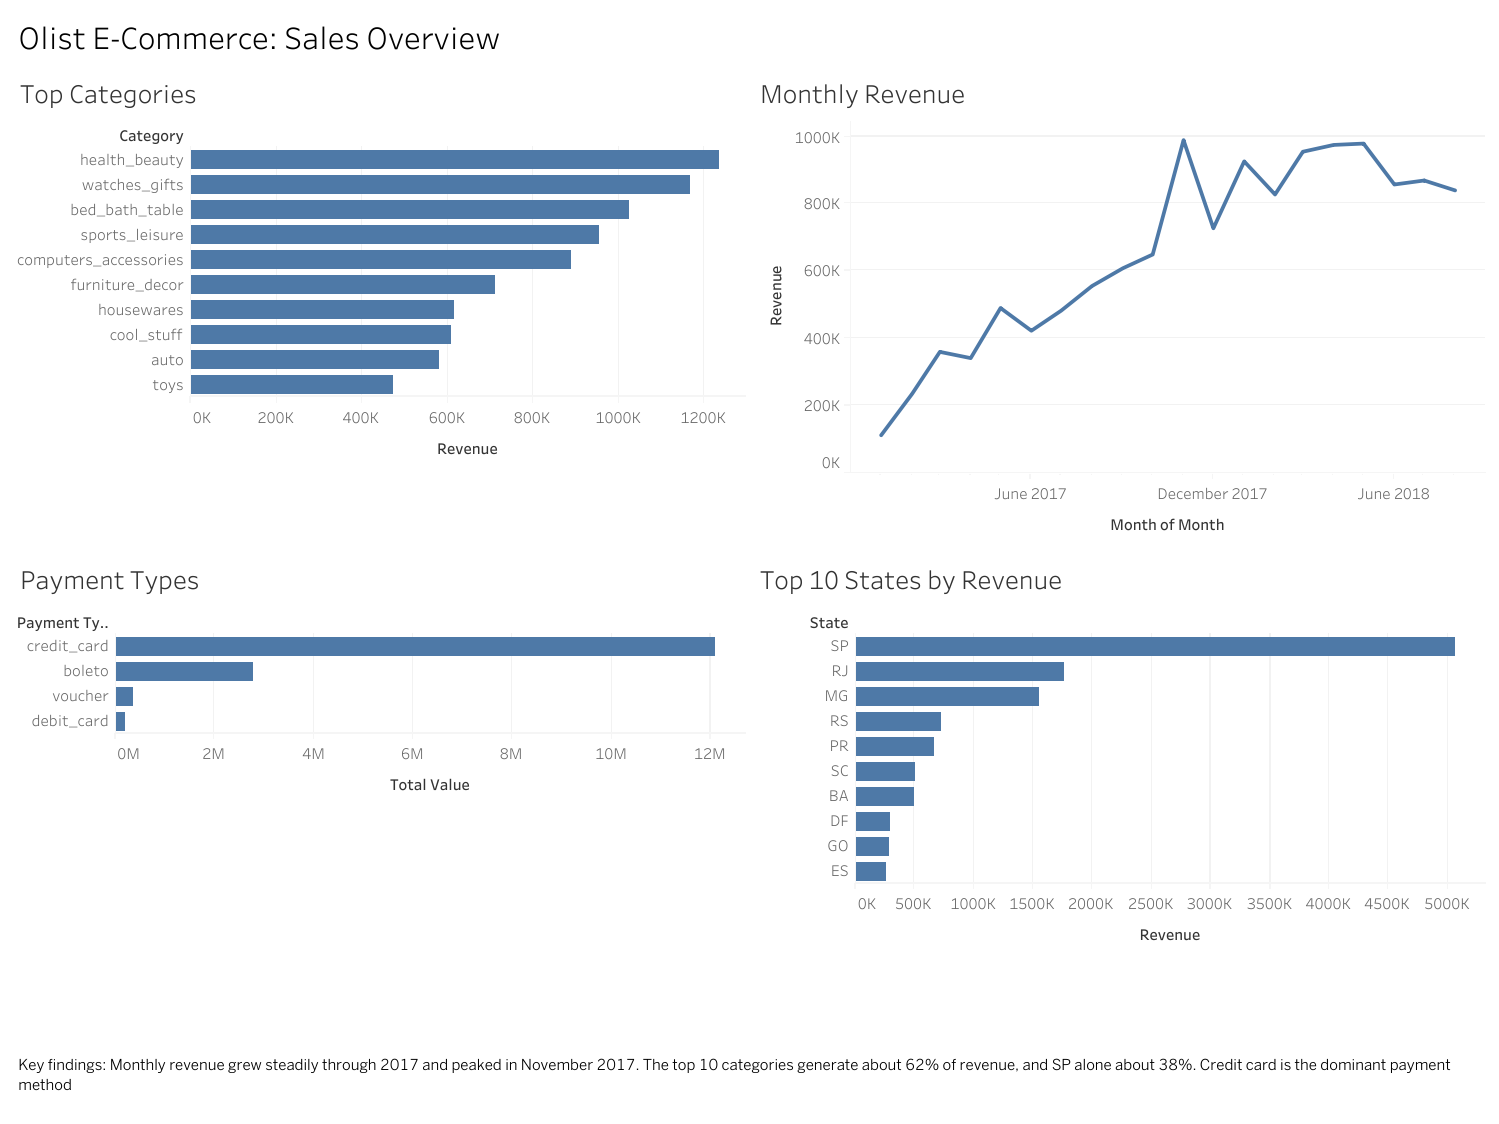 Olist E-Commerce: Sales Overview
Top Categories
Category
health_beauty
watches_gifts
bed_bath_table
sports_leisure
computers_accessories
furniture_decor
housewares
cool_stuff
auto
toys
0K 200K 400K 600K 800K 1000K 1200K
Revenue
Monthly Revenue
1000K
800K
600K
400K
200K
0K
Revenue
June 2017 December 2017 June 2018
Month of Month
Payment Types
Payment Ty..
credit_card
boleto
voucher
debit_card
0M 2M 4M 6M 8M 10M 12M
Total Value
Top 10 States by Revenue
State
SP
RJ
MG
RS
PR
SC
BA
DF
GO
ES
0K 500K 1000K 1500K 2000K 2500K 3000K 3500K 4000K 4500K 5000K
Revenue
Key findings: Monthly revenue grew steadily through 2017 and peaked in November 2017. The top 10 categories generate about 62% of revenue, and SP alone about 38%. Credit card is the dominant payment
method